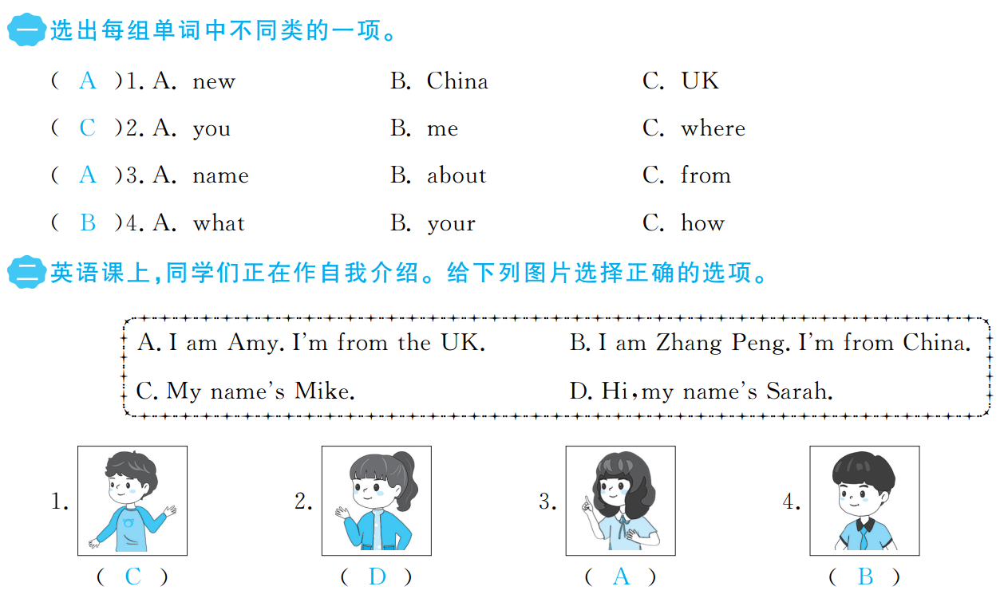 一 选出每组单词中不同类的一项。
( A )1. A. new B. China C. UK
( C )2. A. you B. me C. where
( A )3. A. name B. about C. from
( B )4. A. what B. your C. how
二 英语课上,同学们正在作自我介绍。给下列图片选择正确的选项。
A. I am Amy. I'm from the UK. B. I am Zhang Peng. I'm from China.
C. My name's Mike. D. Hi,my name's Sarah.
1. 2. 3. 4.
( C ) ( D ) ( A ) ( B )